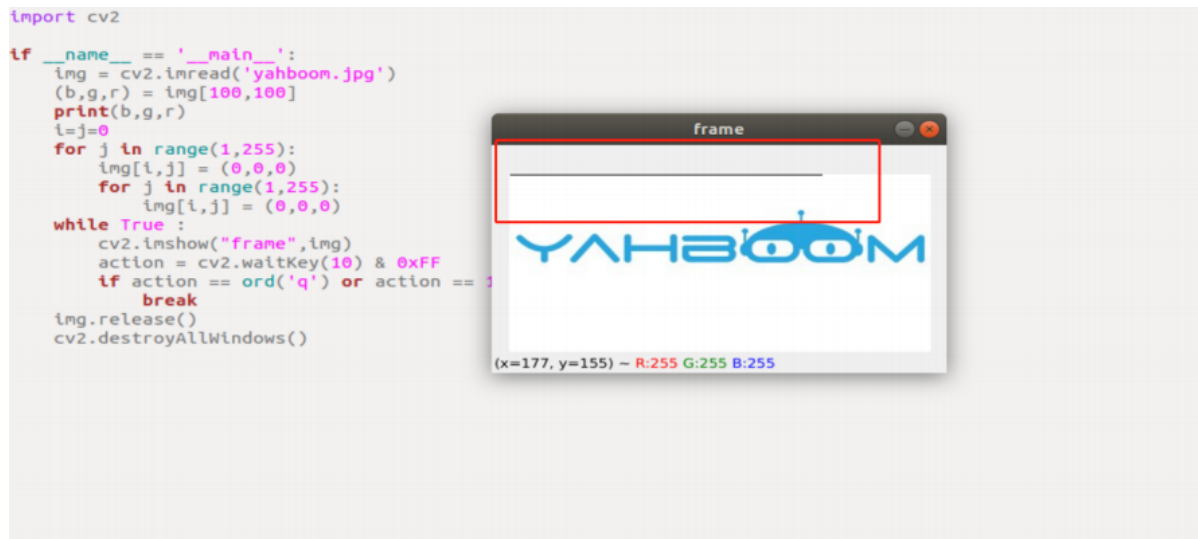 import cv2
if __name__ == '__main__':
    img = cv2.imread('yahboom.jpg')
    (b,g,r) = img[100,100]
    print(b,g,r)
    i=j=0
    for j in range(1,255):
        img[i,j] = (0,0,0)
        for j in range(1,255):
            img[i,j] = (0,0,0)
    while True :
        cv2.imshow("frame",img)
        action = cv2.waitKey(10) & 0xFF
        if action == ord('q') or action ==
            break
    img.release()
    cv2.destroyAllWindows()
frame
YAHBOOM
(x=177, y=155) ~ R:255 G:255 B:255